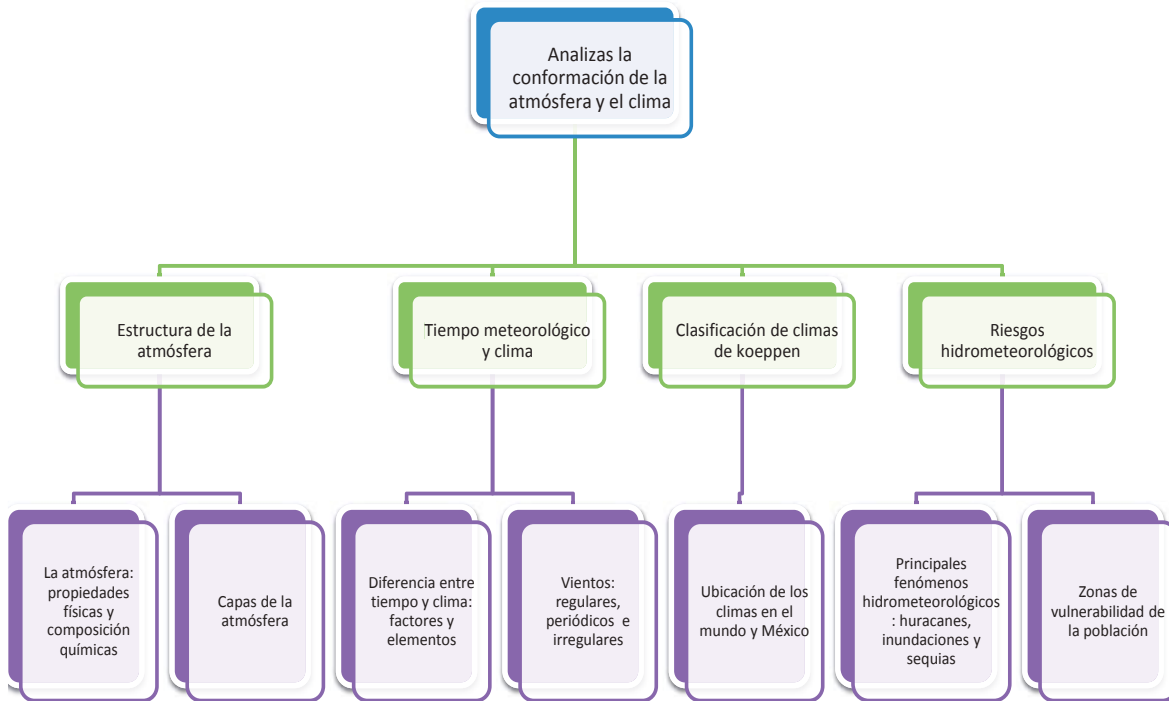 Analizas la
conformación de la
atmósfera y el clima
Estructura de la
atmósfera
Tiempo meteorológico
y clima
Clasificación de climas
de koeppen
Riesgos
hidrometeorológicos
La atmósfera:
propiedades
físicas y
composición
químicas
Capas de la
atmósfera
Diferencia entre
tiempo y clima:
factores y
elementos
Vientos:
regulares,
periódicos e
irregulares
Ubicación de los
climas en el
mundo y México
Principales
fenómenos
hidrometeorológicos
: huracanes,
inundaciones y
sequias
Zonas de
vulnerabilidad de
la población